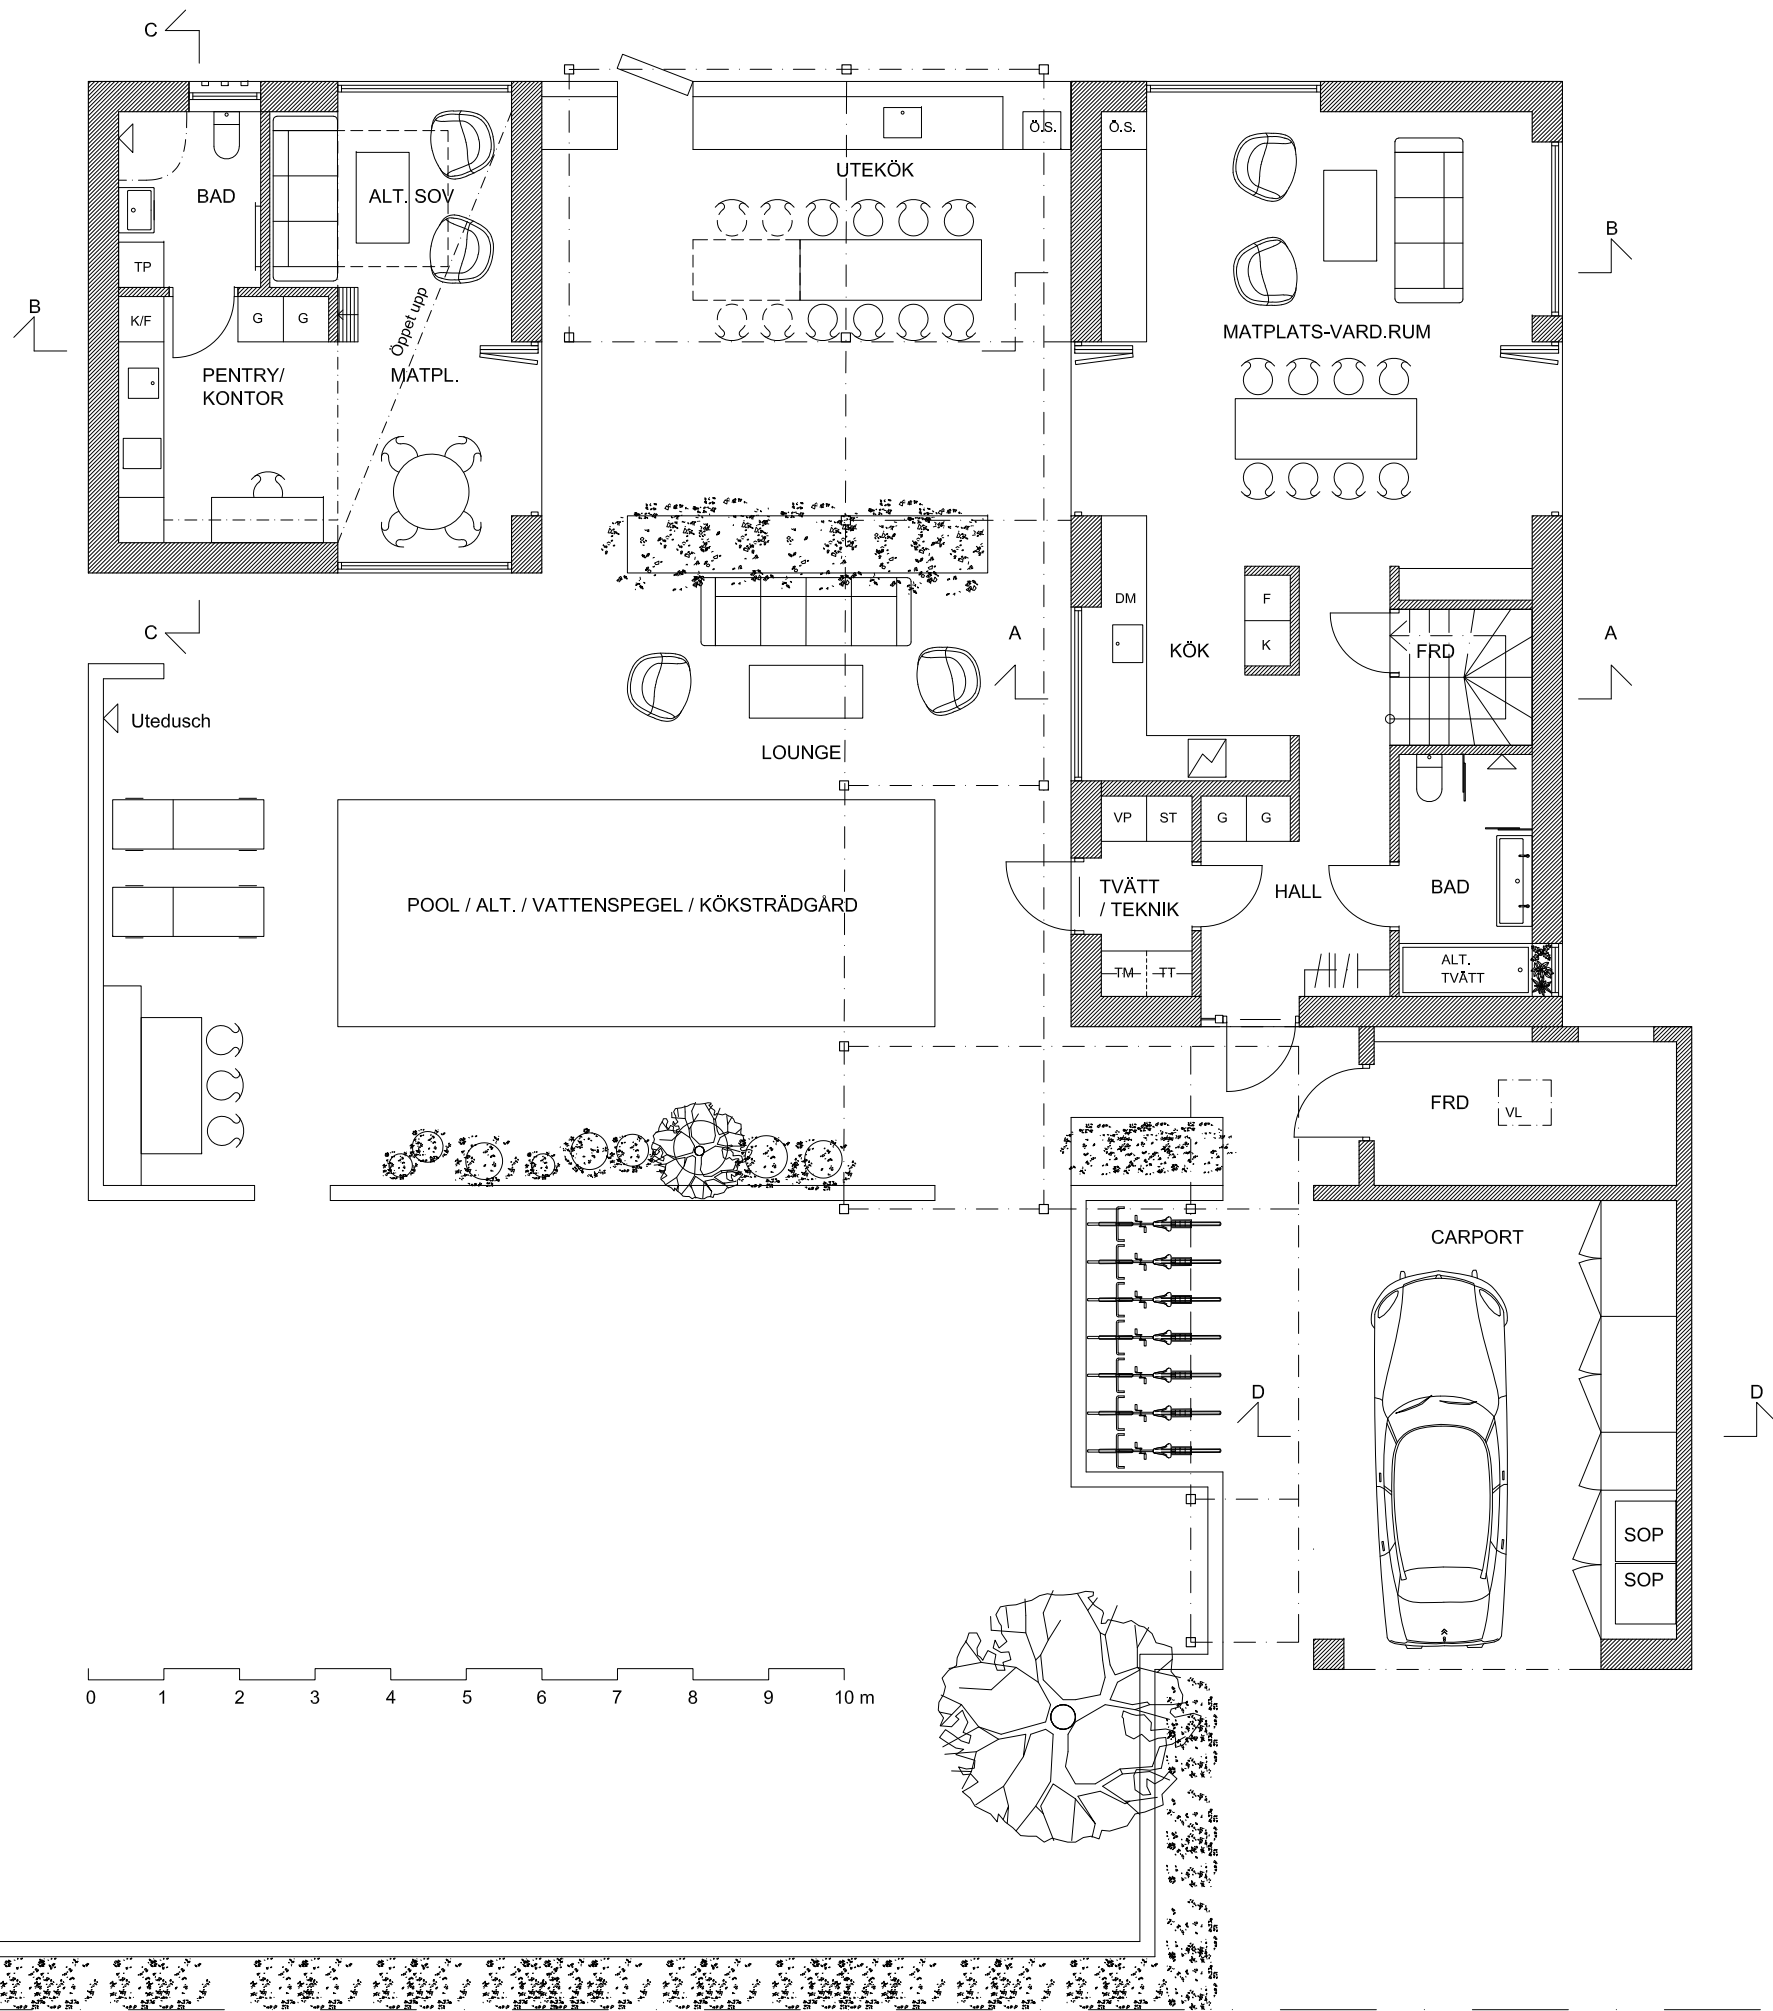 C
Ö.S.
Ö.S.
UTEKÖK
BAD
ALT. SOV
B
TP
B
K/F
G
G
Öppet upp
MATPLATS-VARD.RUM
PENTRY/
KONTOR
MATPL.
DM
F
C
A
K
KÖK
FRD
A
Utedusch
LOUNGE
VP
ST
G
G
POOL / ALT. / VATTENSPEGEL / KÖKSTRÄDGÅRD
TVÄTT
/ TEKNIK
HALL
BAD
TM
TT
ALT.
TVÄTT
FRD
VL
CARPORT
D
D
SOP
SOP
0 1 2 3 4 5 6 7 8 9 10 m